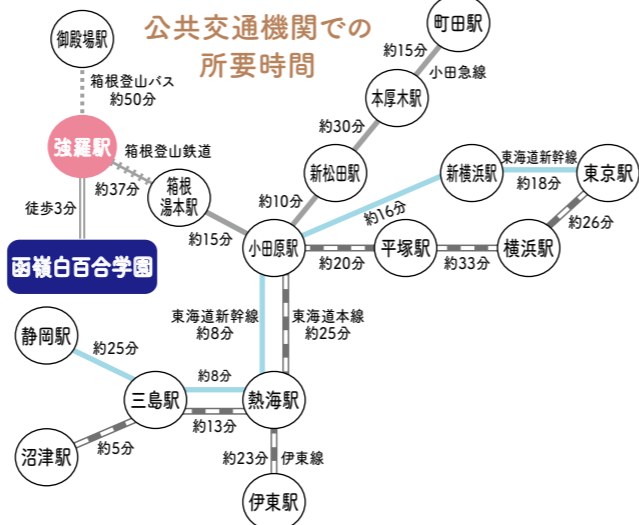 公共交通機関での
所要時間
御殿場駅
箱根登山バス
約50分
強羅駅
箱根登山鉄道
約37分
徒歩3分
函嶺白百合学園
箱根
湯本駅
約15分
町田駅
約15分
小田急線
本厚木駅
約30分
新松田駅
約10分
小田原駅
約16分
新横浜駅
東海道新幹線
約18分
東京駅
約26分
横浜駅
約33分
平塚駅
約20分
東海道新幹線
約8分
東海道本線
約25分
静岡駅
約25分
三島駅
約8分
約13分
熱海駅
沼津駅
約5分
約23分
伊東線
伊東駅